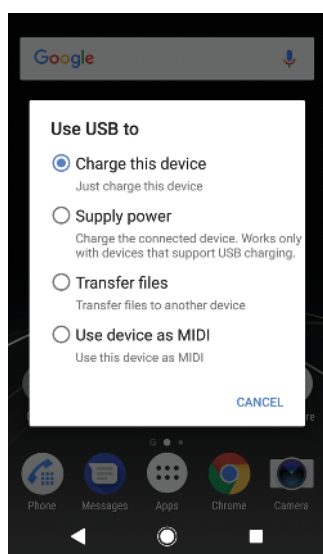 Google
Use USB to
Charge this device
Just charge this device
Supply power
Charge the connected device. Works only
with devices that support USB charging.
Transfer files
Transfer files to another device
Use device as MIDI
Use this device as MIDI
CANCEL
re
G
Phone Messages Apps Chrome Camera